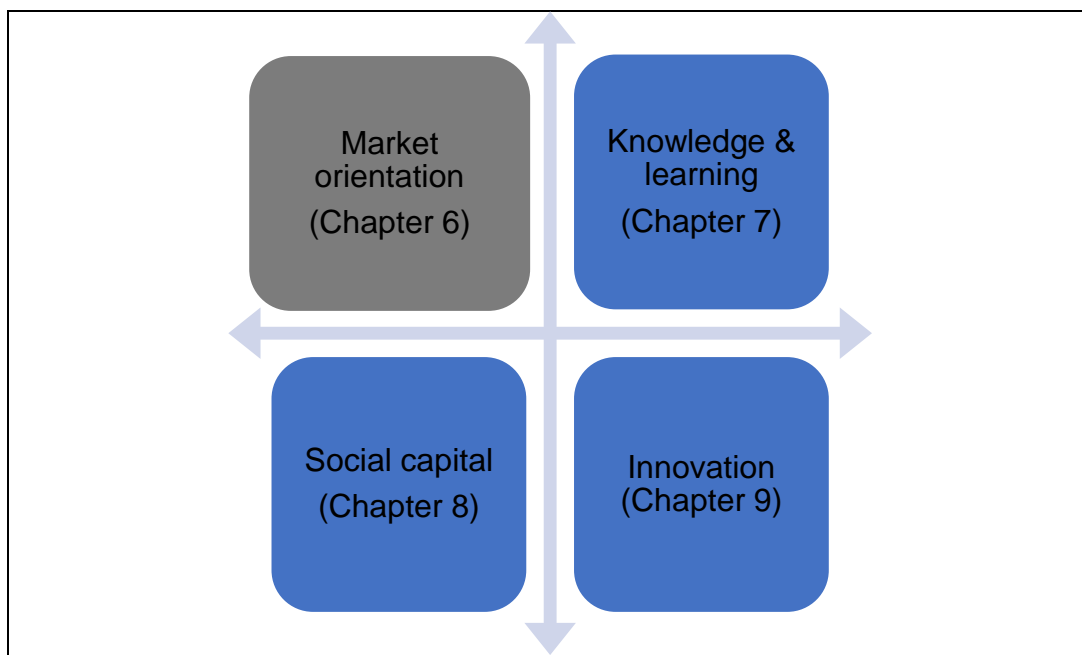 Market
orientation
(Chapter 6)
Knowledge &
learning
(Chapter 7)
Social capital
(Chapter 8)
Innovation
(Chapter 9)